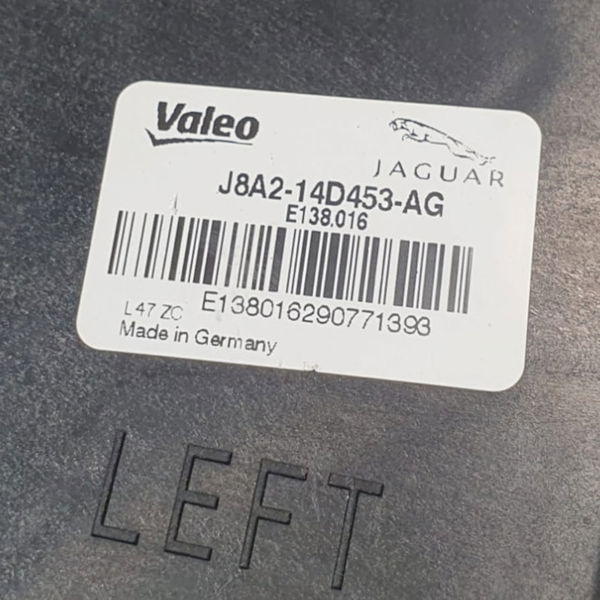 Valeo
JAGUAR
J8A2-14D453-AG
E138.016
E138016290771393
L47 ZC
Made in Germany
LEFT